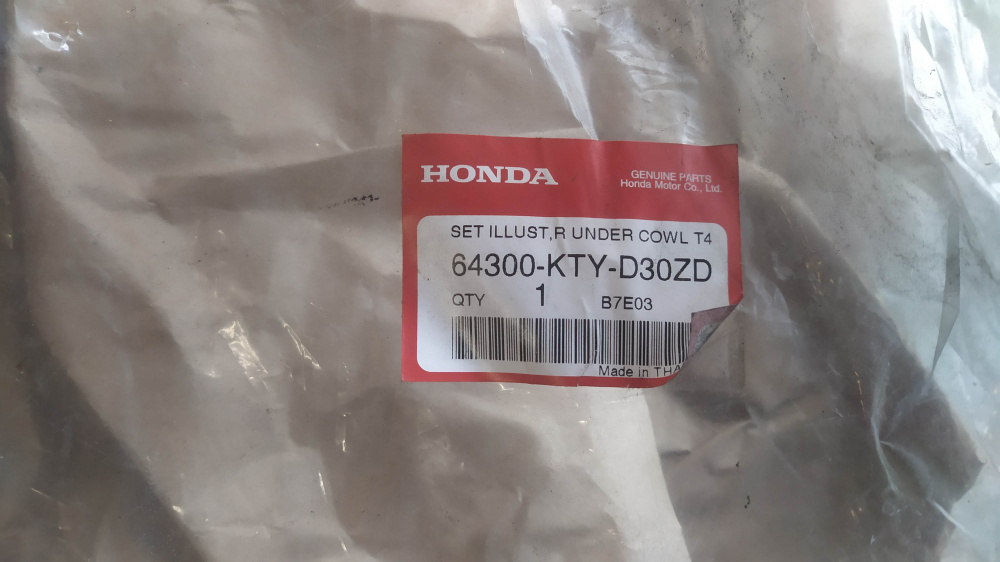 HONDA
GENUINE PARTS
Honda Motor Co., Ltd.
SET ILLUST,R UNDER COWL T4
64300-KTY-D30ZD
QTY 1 B7E03
Made in THA